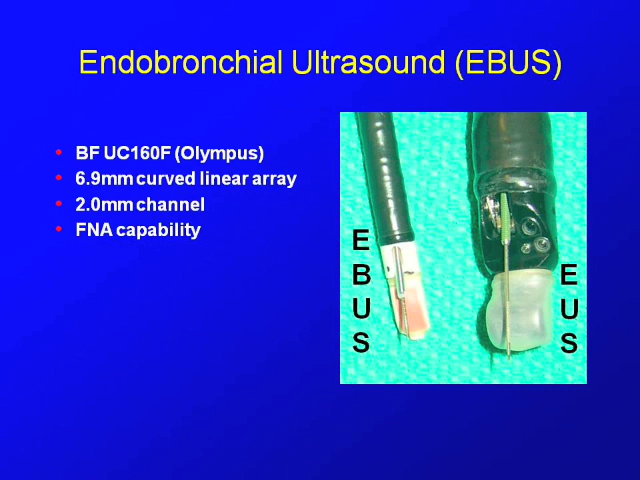 Endobronchial Ultrasound (EBUS)
• BF UC160F (Olympus)
• 6.9mm curved linear array
• 2.0mm channel
• FNA capability
E
B
U
S
E
U
S